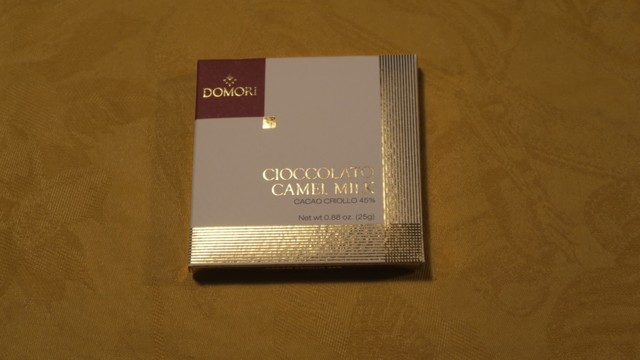 DOMORI
CIOCCOLATO
CAMEL MILK
CACAO CRIOLLO 45%
Net wt 0.88 oz. (25g)